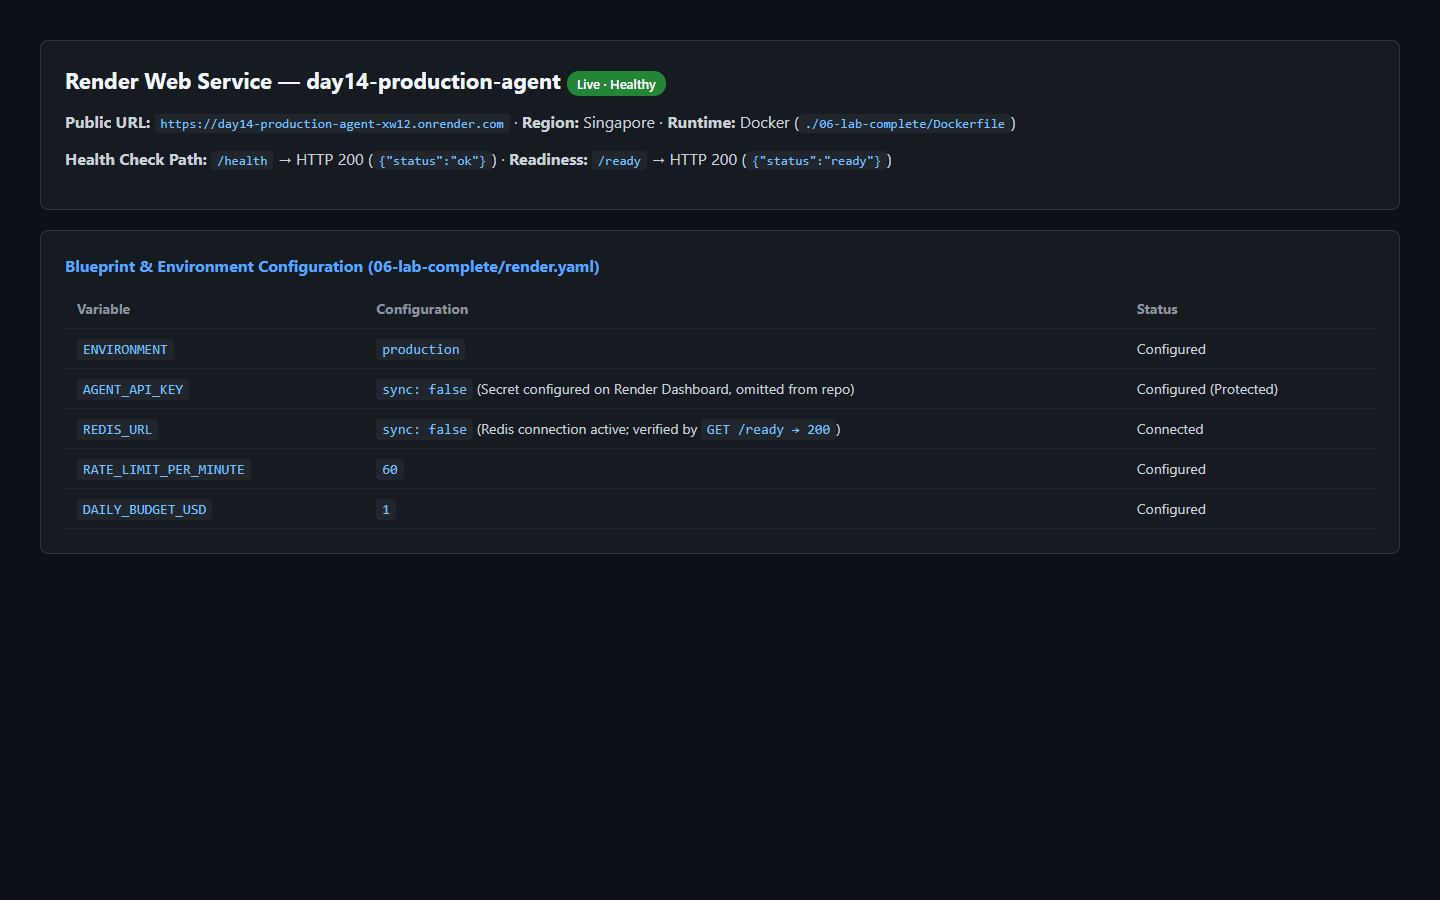 Render Web Service — day14-production-agent Live · Healthy
Public URL: https://day14-production-agent-xw12.onrender.com · Region: Singapore · Runtime: Docker ( ./06-lab-complete/Dockerfile )
Health Check Path: /health → HTTP 200 ( {"status":"ok"} ) · Readiness: /ready → HTTP 200 ( {"status":"ready"} )
Blueprint & Environment Configuration (06-lab-complete/render.yaml)
Variable Configuration Status
ENVIRONMENT production Configured
AGENT_API_KEY sync: false (Secret configured on Render Dashboard, omitted from repo) Configured (Protected)
REDIS_URL sync: false (Redis connection active; verified by GET /ready → 200 ) Connected
RATE_LIMIT_PER_MINUTE 60 Configured
DAILY_BUDGET_USD 1 Configured